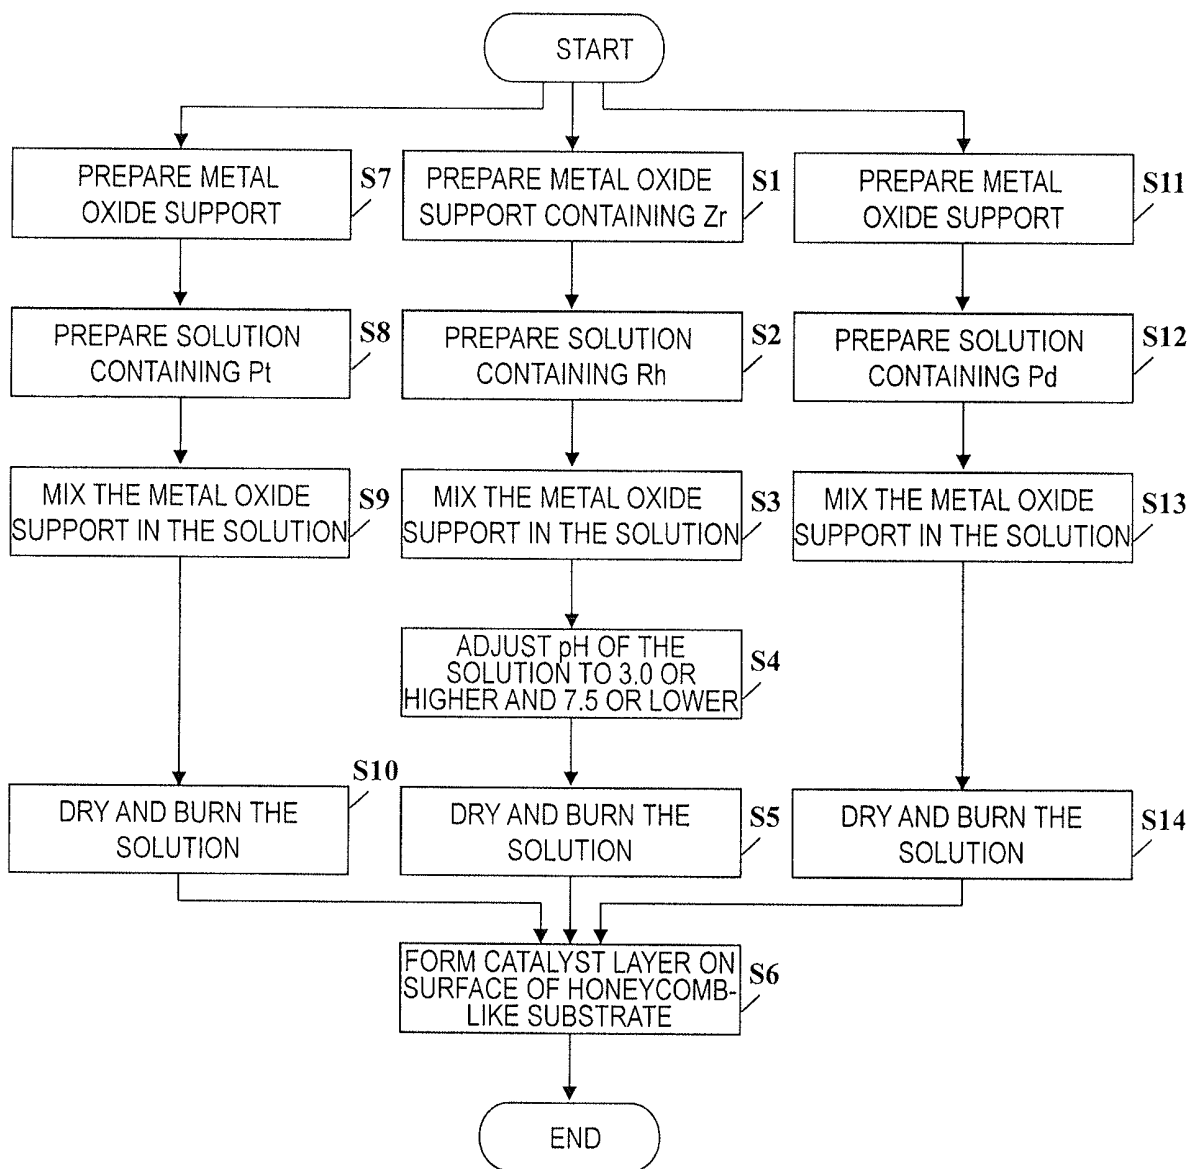 START
PREPARE METAL
OXIDE SUPPORT
S7
PREPARE METAL OXIDE
SUPPORT CONTAINING Zr
S1
PREPARE METAL
OXIDE SUPPORT
S11
PREPARE SOLUTION
CONTAINING Pt
S8
PREPARE SOLUTION
CONTAINING Rh
S2
PREPARE SOLUTION
CONTAINING Pd
S12
MIX THE METAL OXIDE
SUPPORT IN THE SOLUTION
S9
MIX THE METAL OXIDE
SUPPORT IN THE SOLUTION
S3
MIX THE METAL OXIDE
SUPPORT IN THE SOLUTION
S13
ADJUST pH OF THE
SOLUTION TO 3.0 OR
HIGHER AND 7.5 OR LOWER
S4
DRY AND BURN THE
SOLUTION
S10
DRY AND BURN THE
SOLUTION
S5
DRY AND BURN THE
SOLUTION
S14
FORM CATALYST LAYER ON
SURFACE OF HONEYCOMB-
LIKE SUBSTRATE
S6
END